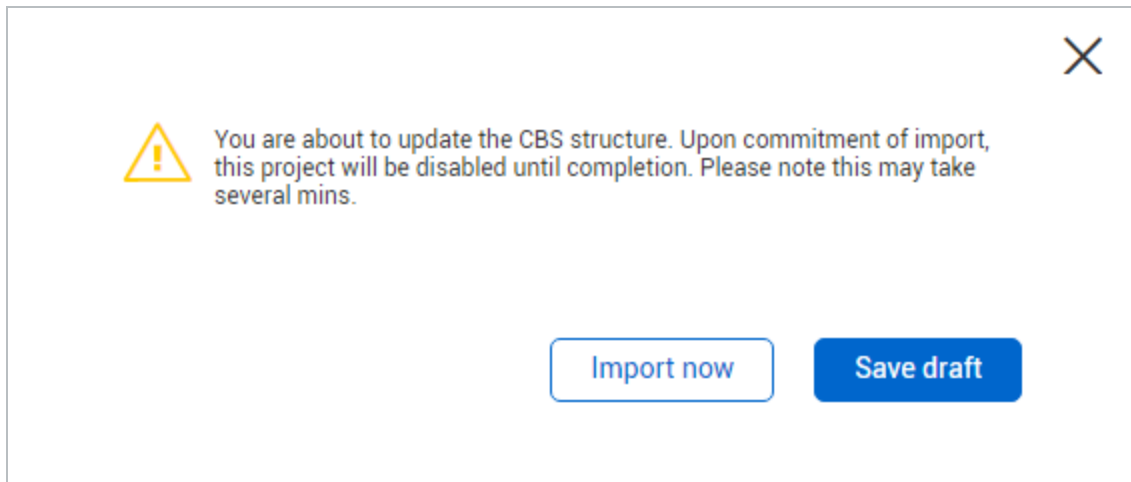 You are about to update the CBS structure. Upon commitment of import,
this project will be disabled until completion. Please note this may take
several mins.
Import now
Save draft